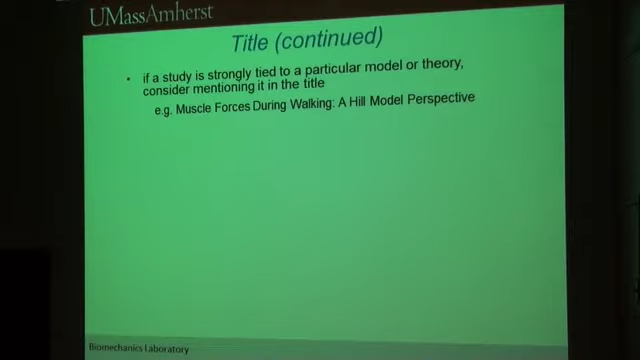 UMassAmherst
Title (continued)
• if a study is strongly tied to a particular model or theory,
consider mentioning it in the title
e.g. Muscle Forces During Walking: A Hill Model Perspective
Biomechanics Laboratory